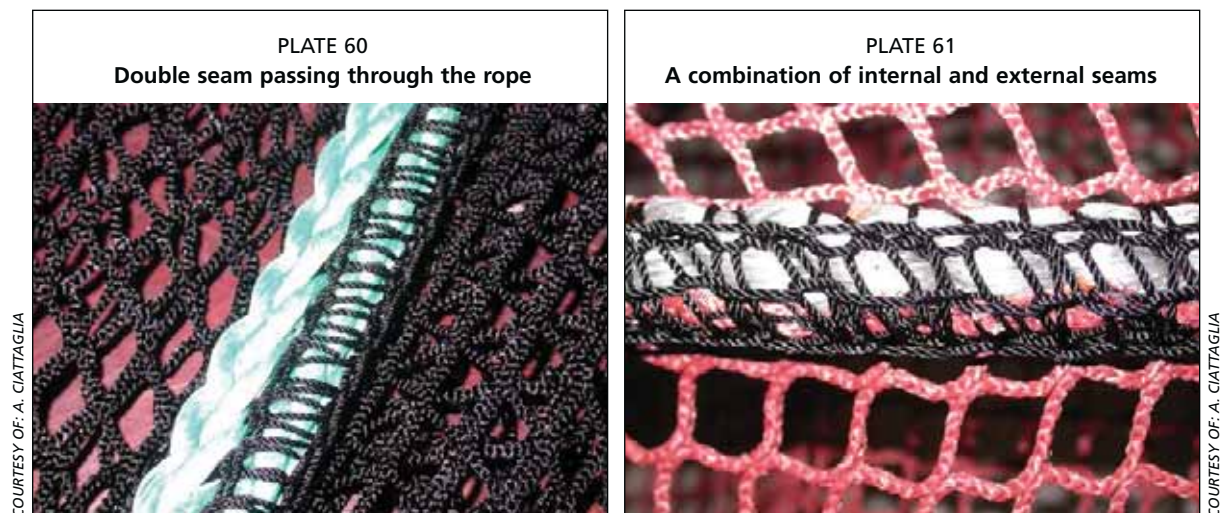 PLATE 60
Double seam passing through the rope
COURTESY OF: A. CIATTAGLIA
PLATE 61
A combination of internal and external seams
COURTESY OF: A. CIATTAGLIA